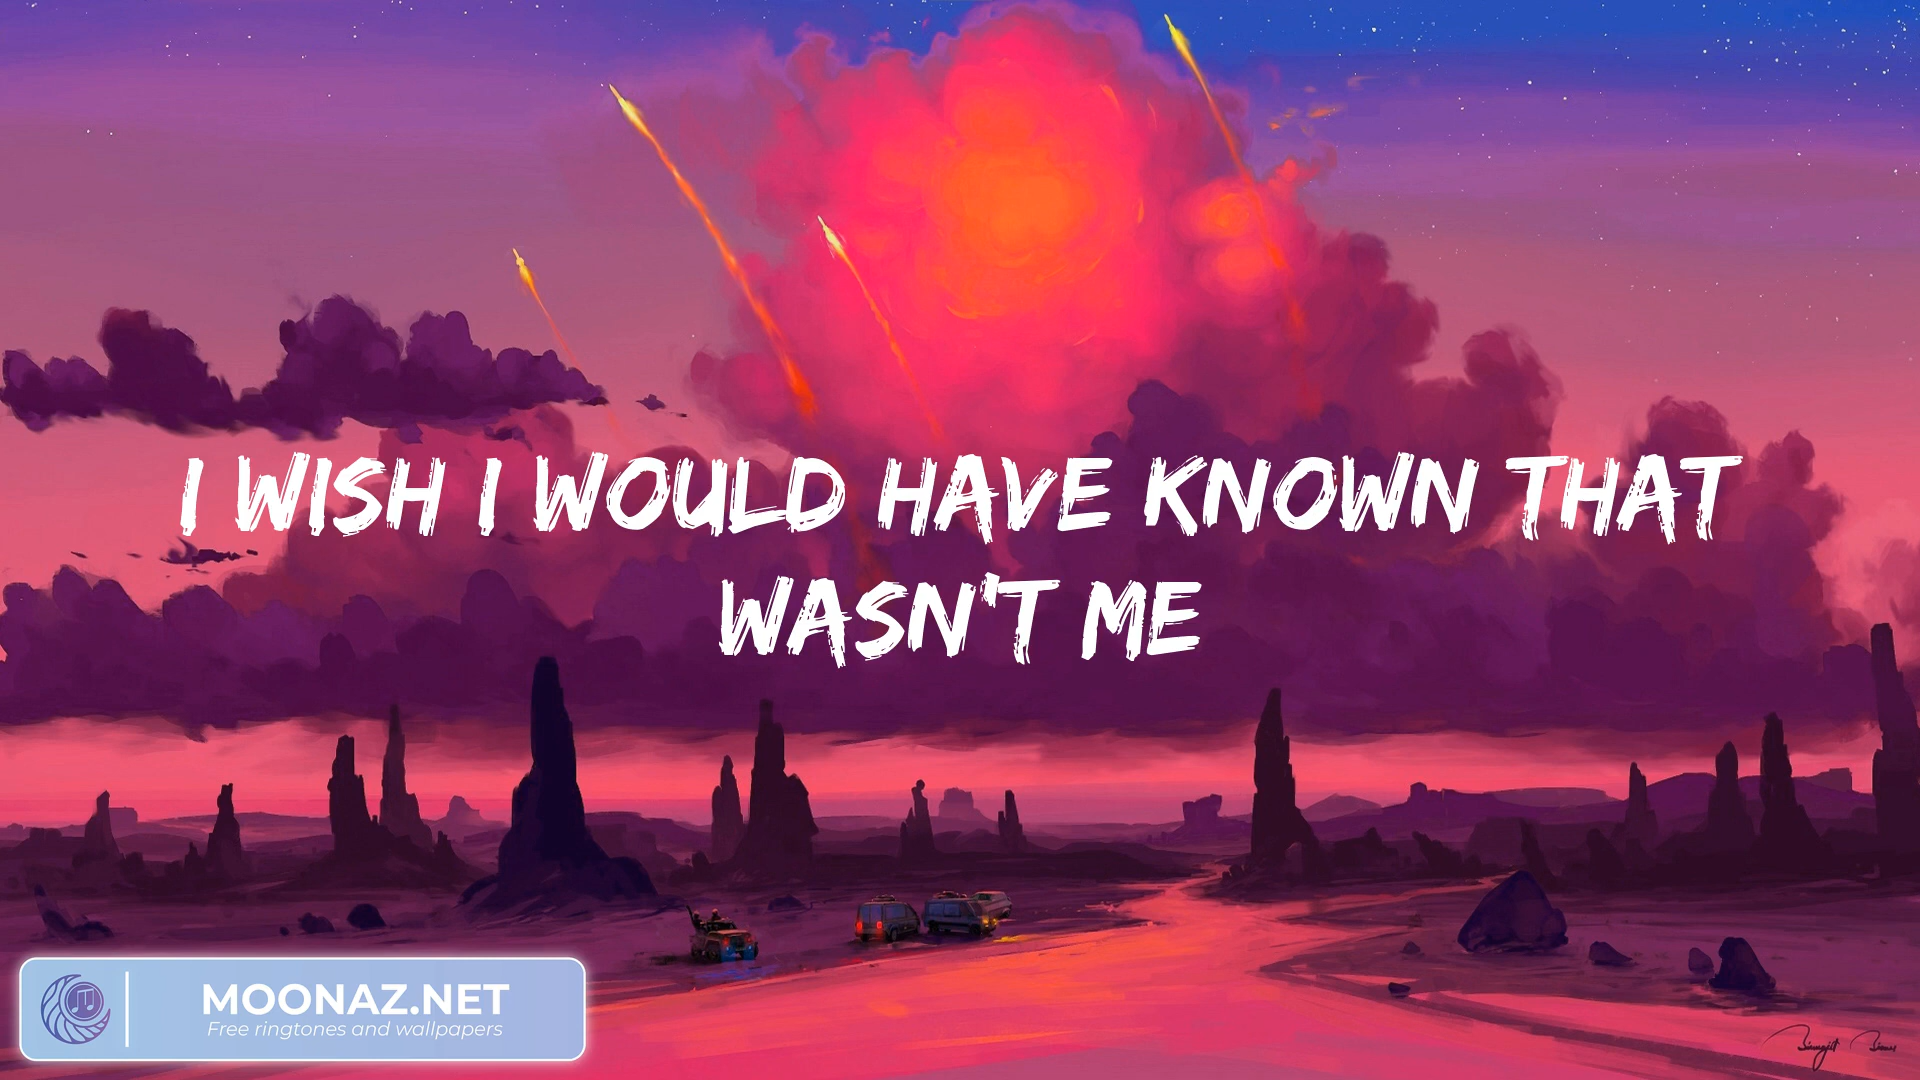 I WISH I WOULD HAVE KNOWN THAT
WASN'T ME
MOONAZ.NET
Free ringtones and wallpapers